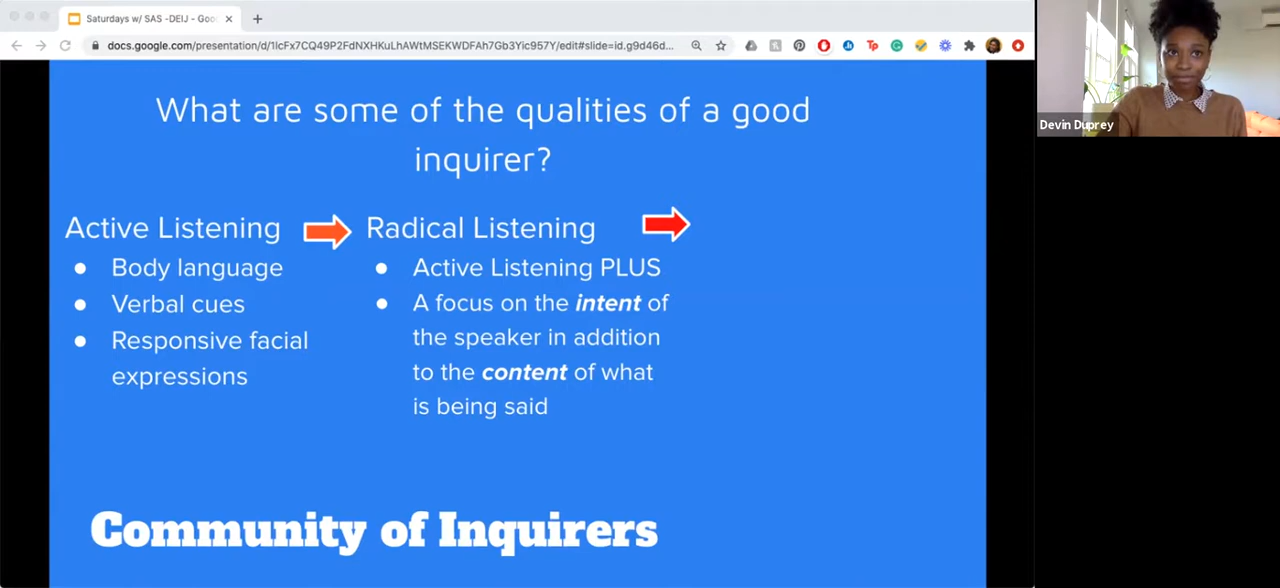 Saturdays w/ SAS -DEIJ - Goo
docs.google.com/presentation/d/1lcFx7CQ49P2FdNXHKuLhAWtMSEKWDFAh7Gb3Yic957Y/edit#slide=id.g9d46d...
Devin Duprey
What are some of the qualities of a good
inquirer?
Active Listening
Body language
Verbal cues
Responsive facial
expressions
Radical Listening
Active Listening PLUS
A focus on the intent of
the speaker in addition
to the content of what
is being said
Community of Inquirers